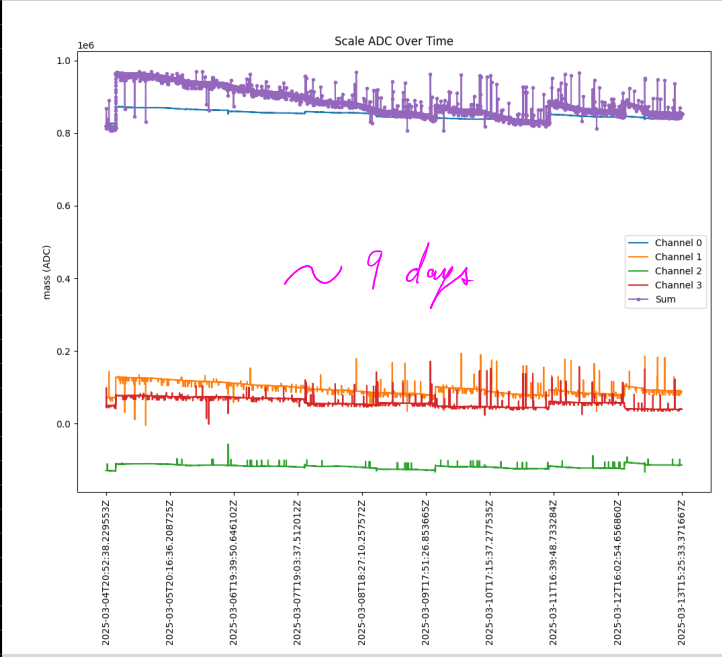 Scale ADC Over Time
1e6
1.0
0.8
0.6
0.4
0.2
0.0
mass (ADC)
~ 9 days
Channel 0
Channel 1
Channel 2
Channel 3
Sum
2025-03-04T20:52:38.229553Z
2025-03-05T20:16:36.208725Z
2025-03-06T19:39:50.646102Z
2025-03-07T19:03:37.512012Z
2025-03-08T18:27:10.257572Z
2025-03-09T17:51:26.853665Z
2025-03-10T17:15:37.277535Z
2025-03-11T16:39:48.733284Z
2025-03-12T16:02:54.656860Z
2025-03-13T15:25:33.371667Z